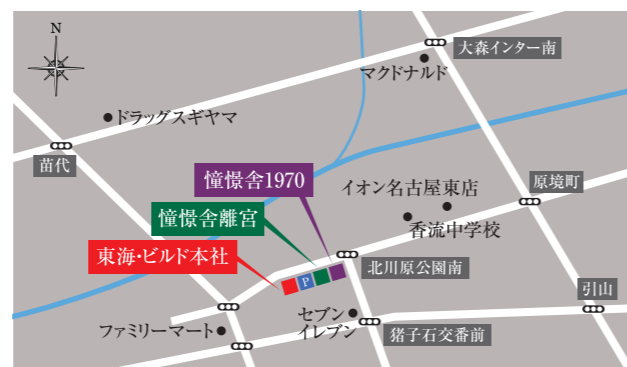 N
大森インター南
マクドナルド
ドラッグスギヤマ
苗代
憧憬舎1970
イオン名古屋東店
原境町
憧憬舎離宮
香流中学校
東海・ビルド本社
北川原公園南
P
引山
セブン
イレブン
ファミリーマート
猪子石交番前